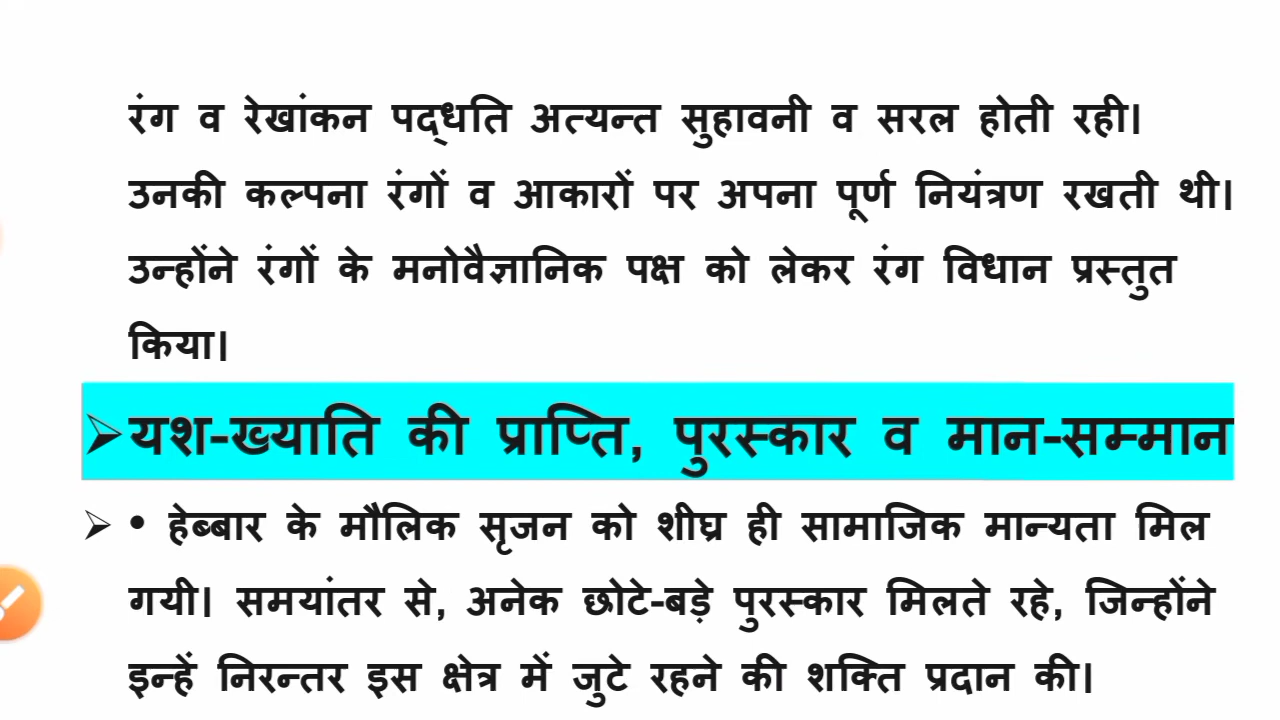 रंग व रेखांकन पद्धति अत्यन्त सुहावनी व सरल होती रही।
उनकी कल्पना रंगों व आकारों पर अपना पूर्ण नियंत्रण रखती थी।
उन्होंने रंगों के मनोवैज्ञानिक पक्ष को लेकर रंग विधान प्रस्तुत
किया।
➢यश-ख्याति की प्राप्ति, पुरस्कार व मान-सम्मान
➢ • हेब्बार के मौलिक सृजन को शीघ्र ही सामाजिक मान्यता मिल
गयी। समयांतर से, अनेक छोटे-बड़े पुरस्कार मिलते रहे, जिन्होंने
इन्हें निरन्तर इस क्षेत्र में जुटे रहने की शक्ति प्रदान की।